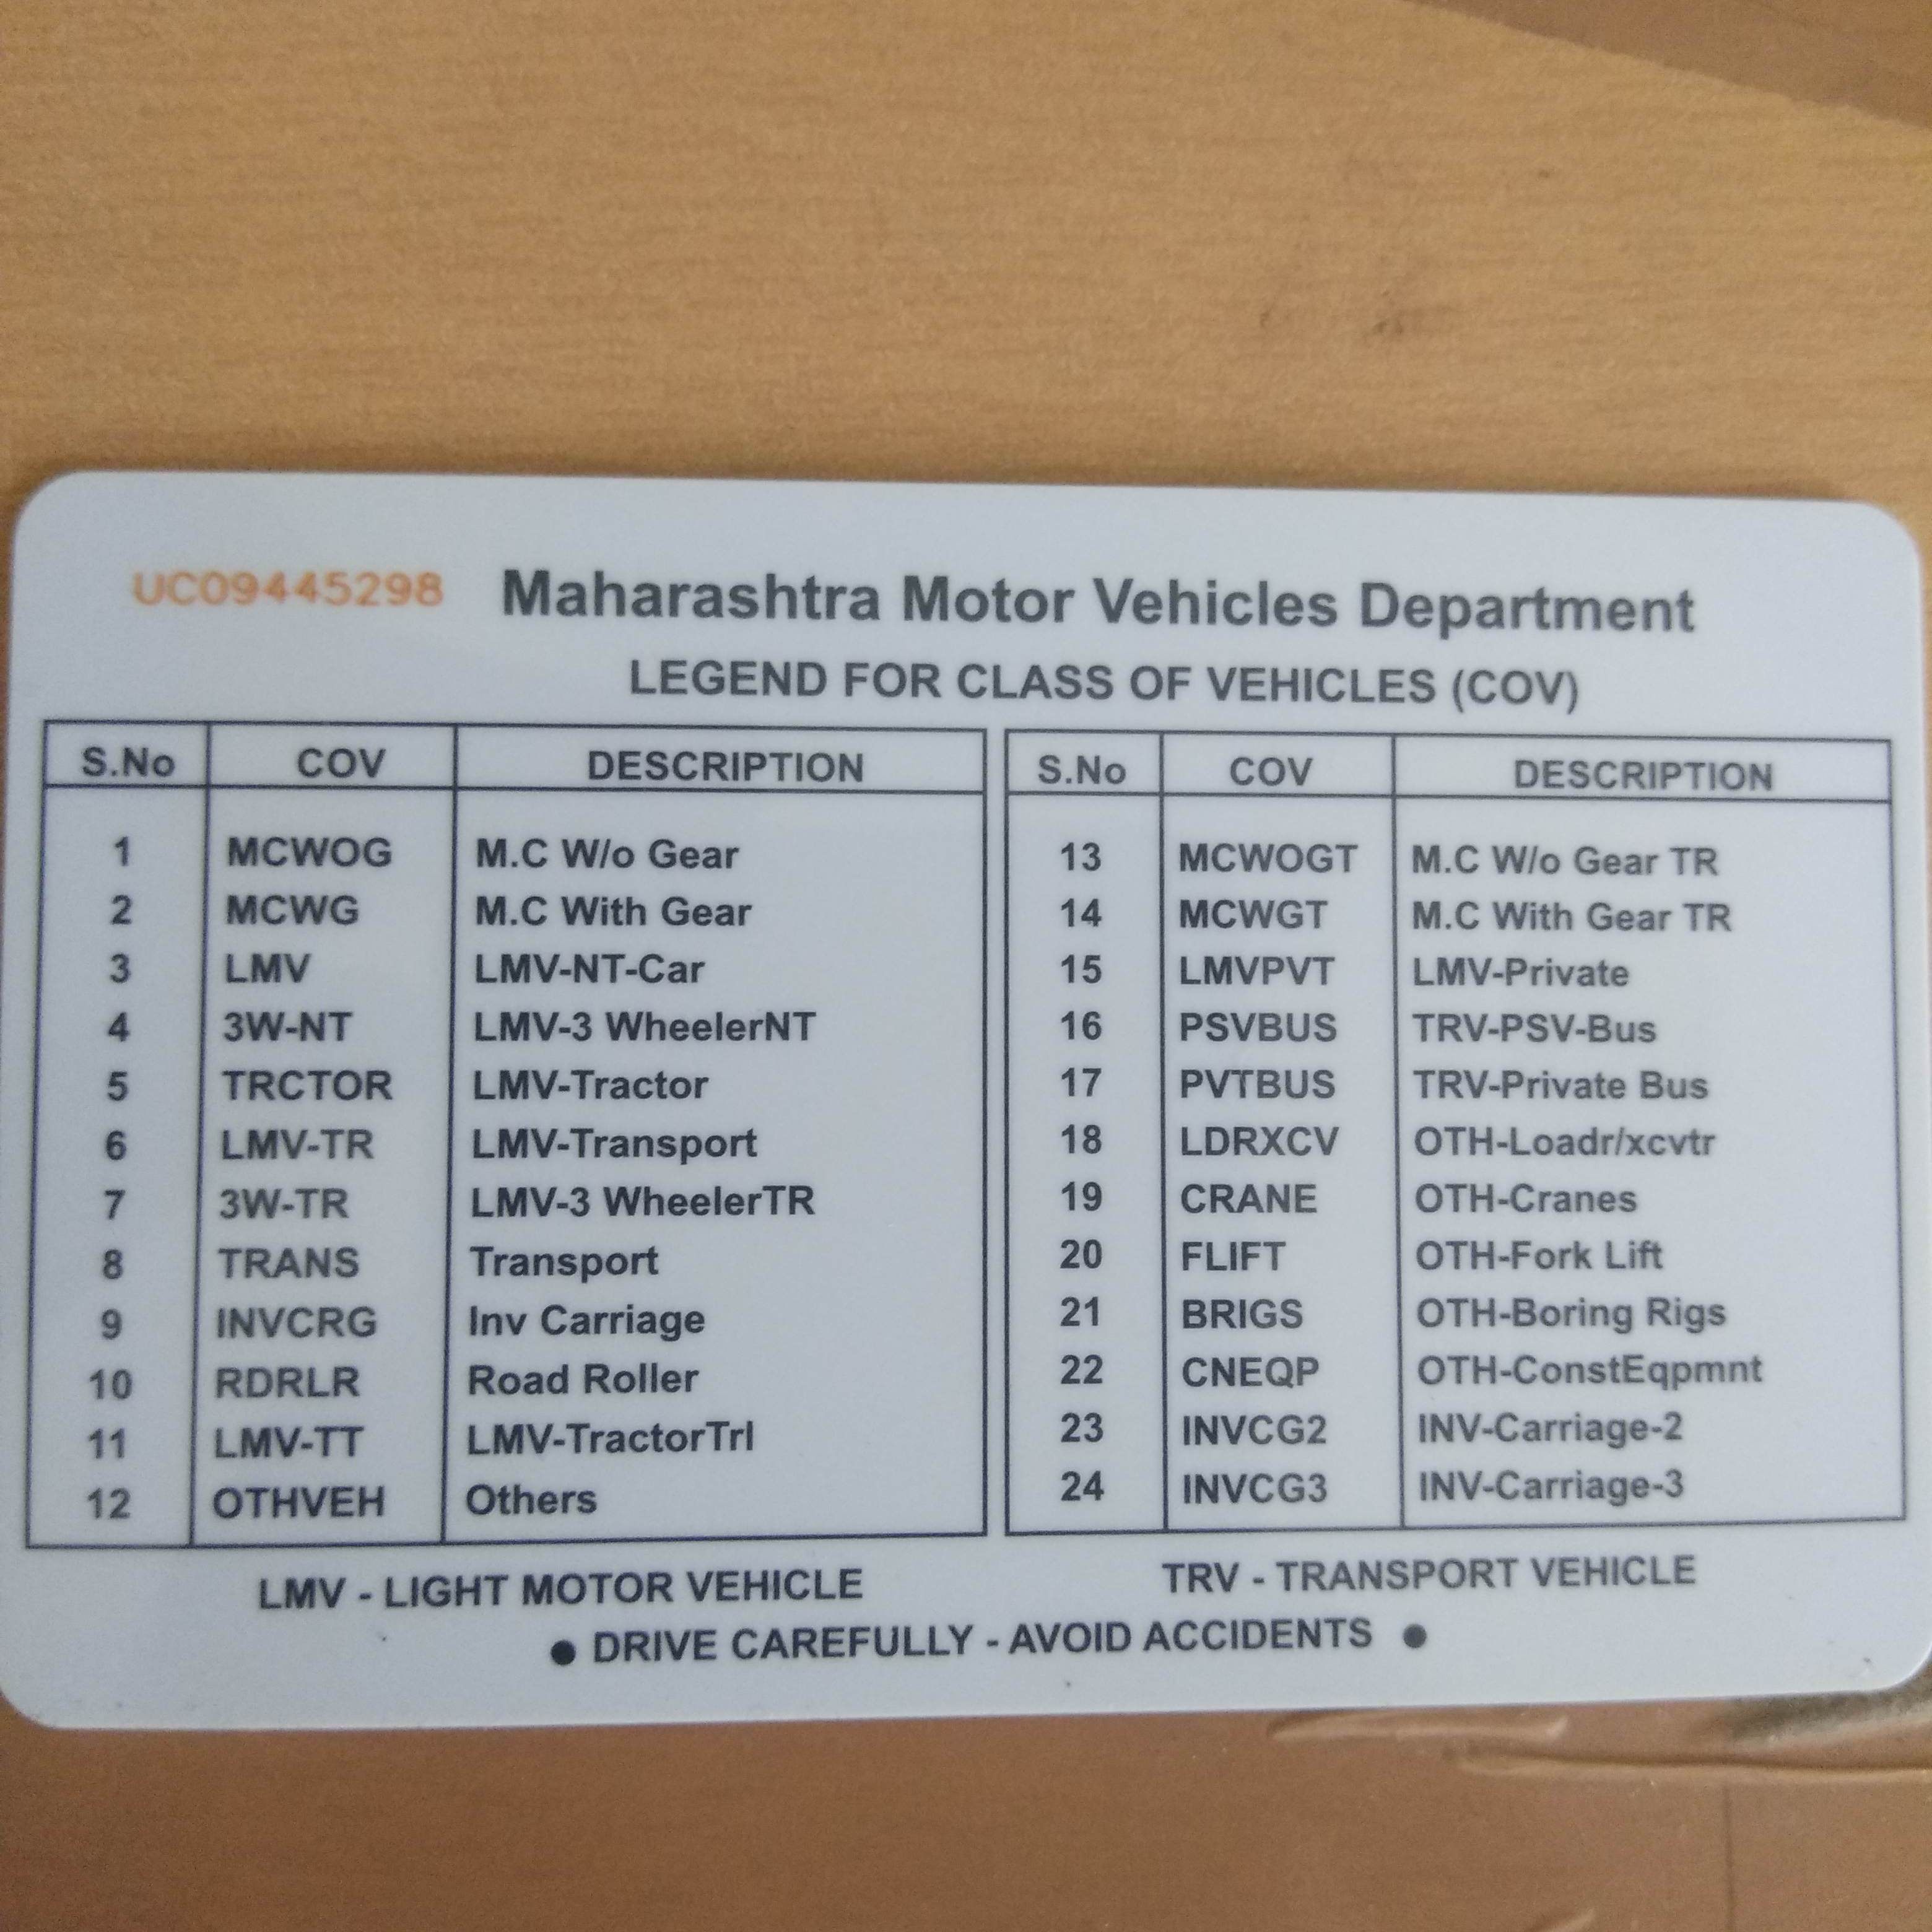 UC09445298 Maharashtra Motor Vehicles Department
LEGEND FOR CLASS OF VEHICLES (COV)
S.No COV DESCRIPTION
1 MCWOG M.C W/o Gear
2 MCWG M.C With Gear
3 LMV LMV-NT-Car
4 3W-NT LMV-3 WheelerNT
5 TRCTOR LMV-Tractor
6 LMV-TR LMV-Transport
7 3W-TR LMV-3 WheelerTR
8 TRANS Transport
9 INVCRG Inv Carriage
10 RDRLR Road Roller
11 LMV-TT LMV-TractorTrl
12 OTHVEH Others
S.No COV DESCRIPTION
13 MCWOGT M.C W/o Gear TR
14 MCWGT M.C With Gear TR
15 LMVPVT LMV-Private
16 PSVBUS TRV-PSV-Bus
17 PVTBUS TRV-Private Bus
18 LDRXCV OTH-Loadr/xcvtr
19 CRANE OTH-Cranes
20 FLIFT OTH-Fork Lift
21 BRIGS OTH-Boring Rigs
22 CNEQP OTH-ConstEqpmnt
23 INVCG2 INV-Carriage-2
24 INVCG3 INV-Carriage-3
LMV - LIGHT MOTOR VEHICLE TRV - TRANSPORT VEHICLE
● DRIVE CAREFULLY - AVOID ACCIDENTS ●